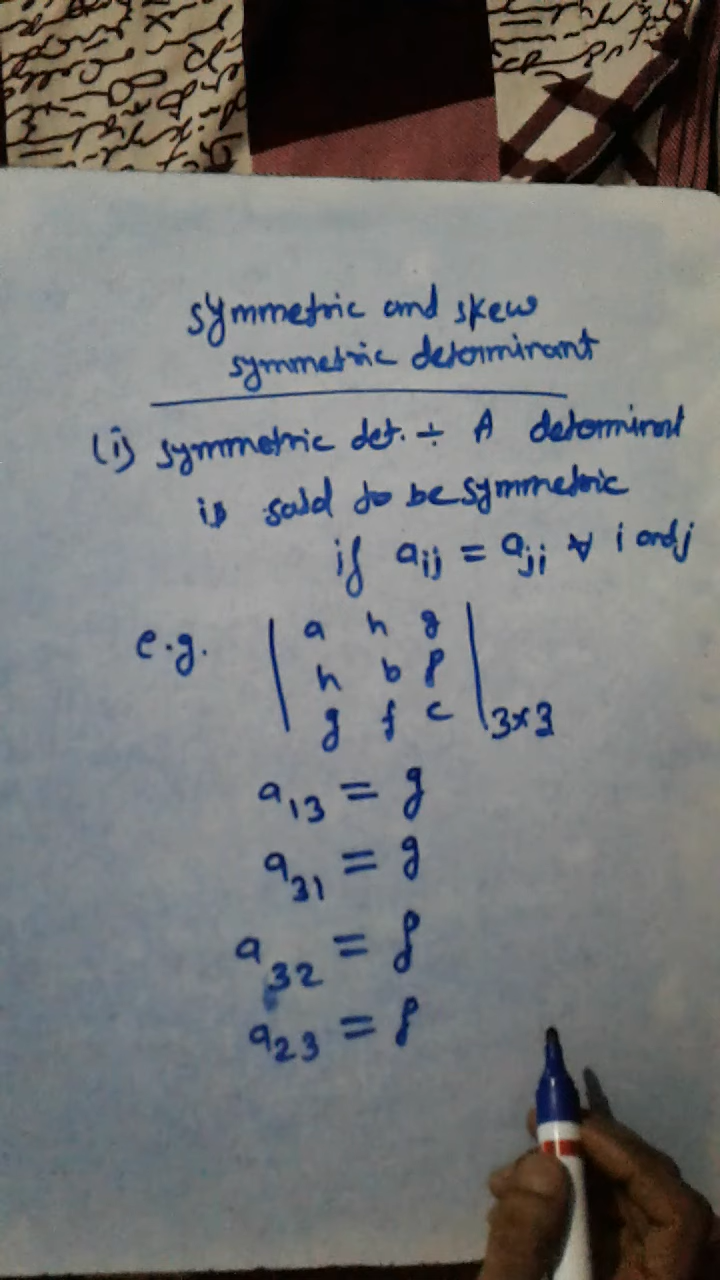 symmetric and skew
symmetric determinant
(i) symmetric det. ÷ A determinant
is said to be symmetric
if aij = aji ∀ i and j
e.g. | a h g |
| h b f |
| g f c | 3×3
a13 = g
a31 = g
a32 = f
a23 = f